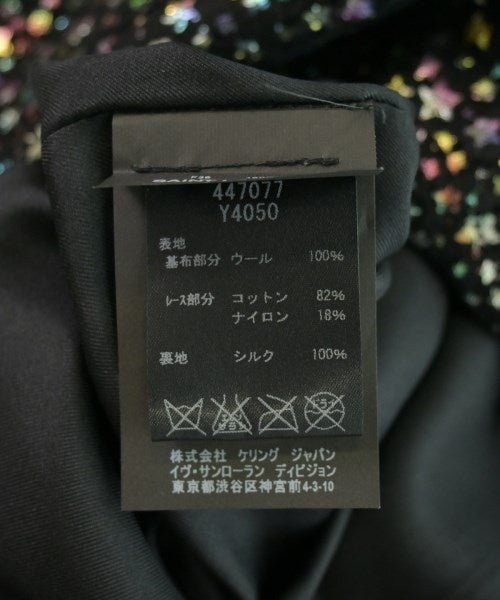 447077
Y4050
表地
基布部分 ウール 100%
レース部分 コットン 82%
ナイロン 18%
裏地 シルク 100%
株式会社 ケリング ジャパン
イヴ・サンローラン ディビジョン
東京都渋谷区神宮前4-3-10